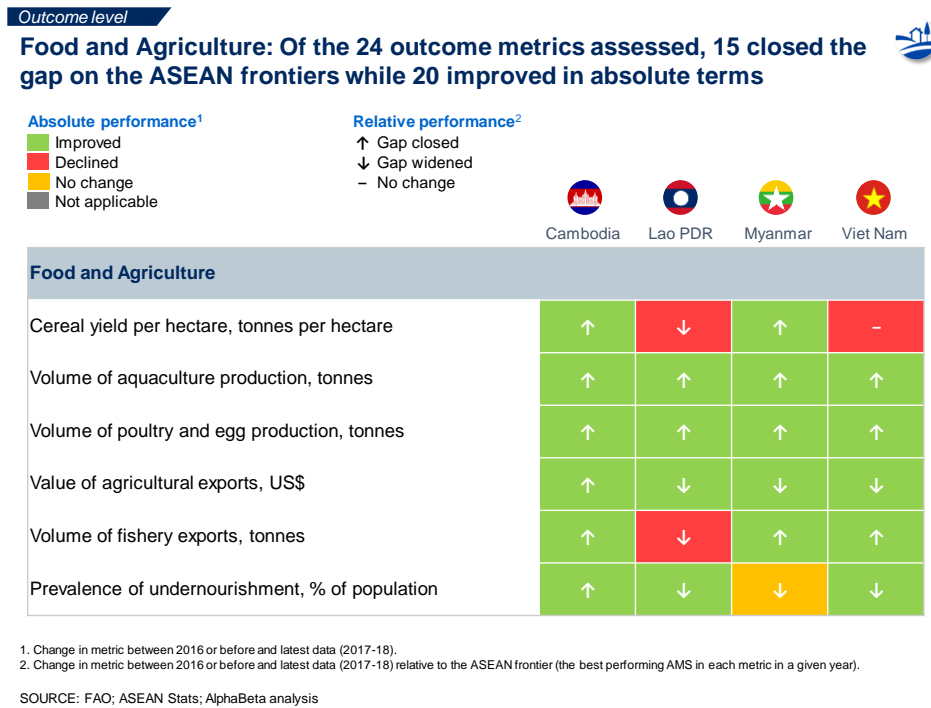 Outcome level
Food and Agriculture: Of the 24 outcome metrics assessed, 15 closed the
gap on the ASEAN frontiers while 20 improved in absolute terms
Absolute performance¹
Improved
Declined
No change
Not applicable
Relative performance²
↑ Gap closed
↓ Gap widened
– No change
Cambodia Lao PDR Myanmar Viet Nam
Food and Agriculture
Cereal yield per hectare, tonnes per hectare ↑ ↓ ↑ –
Volume of aquaculture production, tonnes ↑ ↑ ↑ ↑
Volume of poultry and egg production, tonnes ↑ ↑ ↑ ↑
Value of agricultural exports, US$ ↑ ↓ ↓ ↓
Volume of fishery exports, tonnes ↑ ↓ ↑ ↑
Prevalence of undernourishment, % of population ↑ ↓ ↓ ↓
1. Change in metric between 2016 or before and latest data (2017-18).
2. Change in metric between 2016 or before and latest data (2017-18) relative to the ASEAN frontier (the best performing AMS in each metric in a given year).
SOURCE: FAO; ASEAN Stats; AlphaBeta analysis